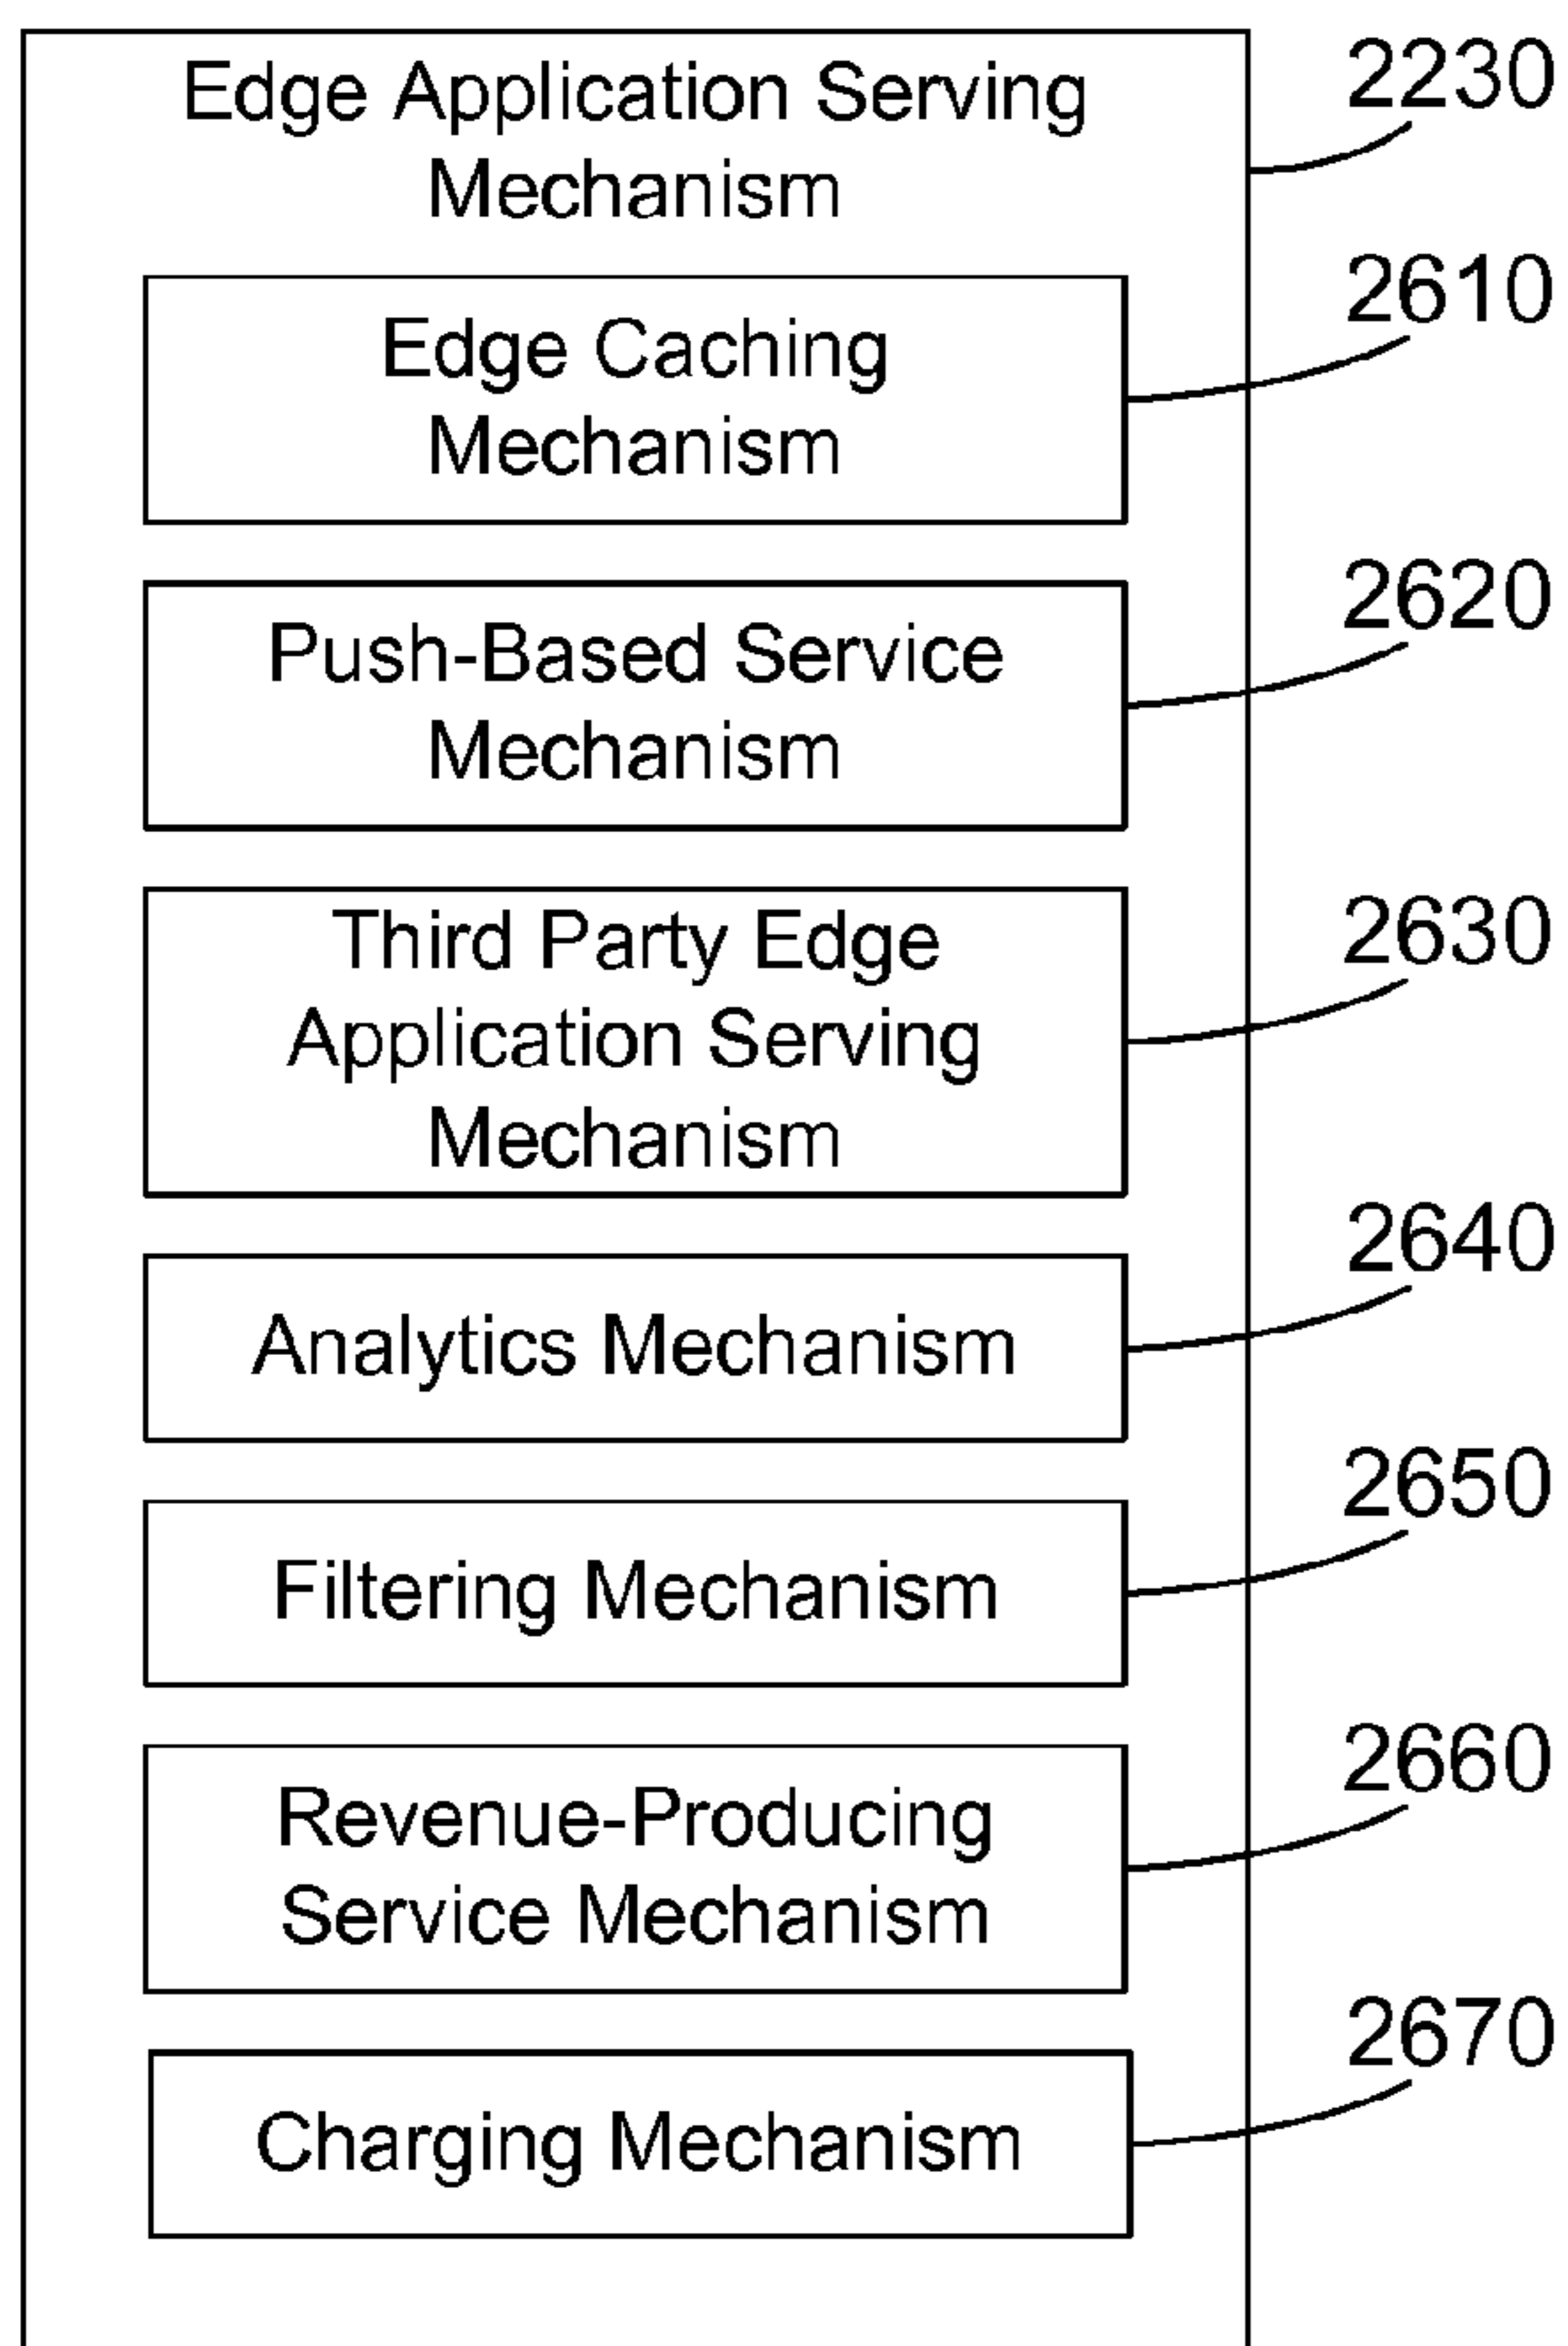 Edge Application Serving
Mechanism
2230
Edge Caching
Mechanism
2610
Push-Based Service
Mechanism
2620
Third Party Edge
Application Serving
Mechanism
2630
Analytics Mechanism
2640
Filtering Mechanism
2650
Revenue-Producing
Service Mechanism
2660
Charging Mechanism
2670